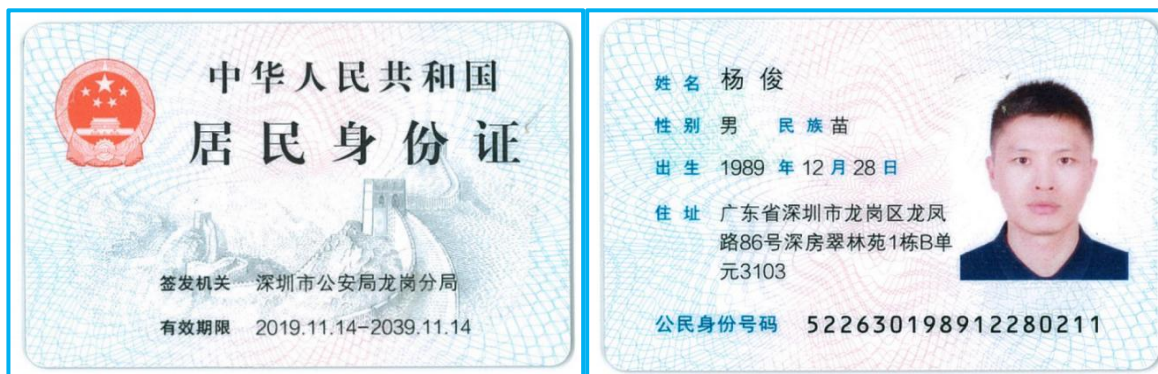 中华人民共和国
居民身份证
签发机关 深圳市公安局龙岗分局
有效期限 2019.11.14-2039.11.14
姓名 杨俊
性别 男 民族 苗
出生 1989 年 12 月 28 日
住址 广东省深圳市龙岗区龙凤
路86号深房翠林苑1栋B单
元3103
公民身份号码 522630198912280211